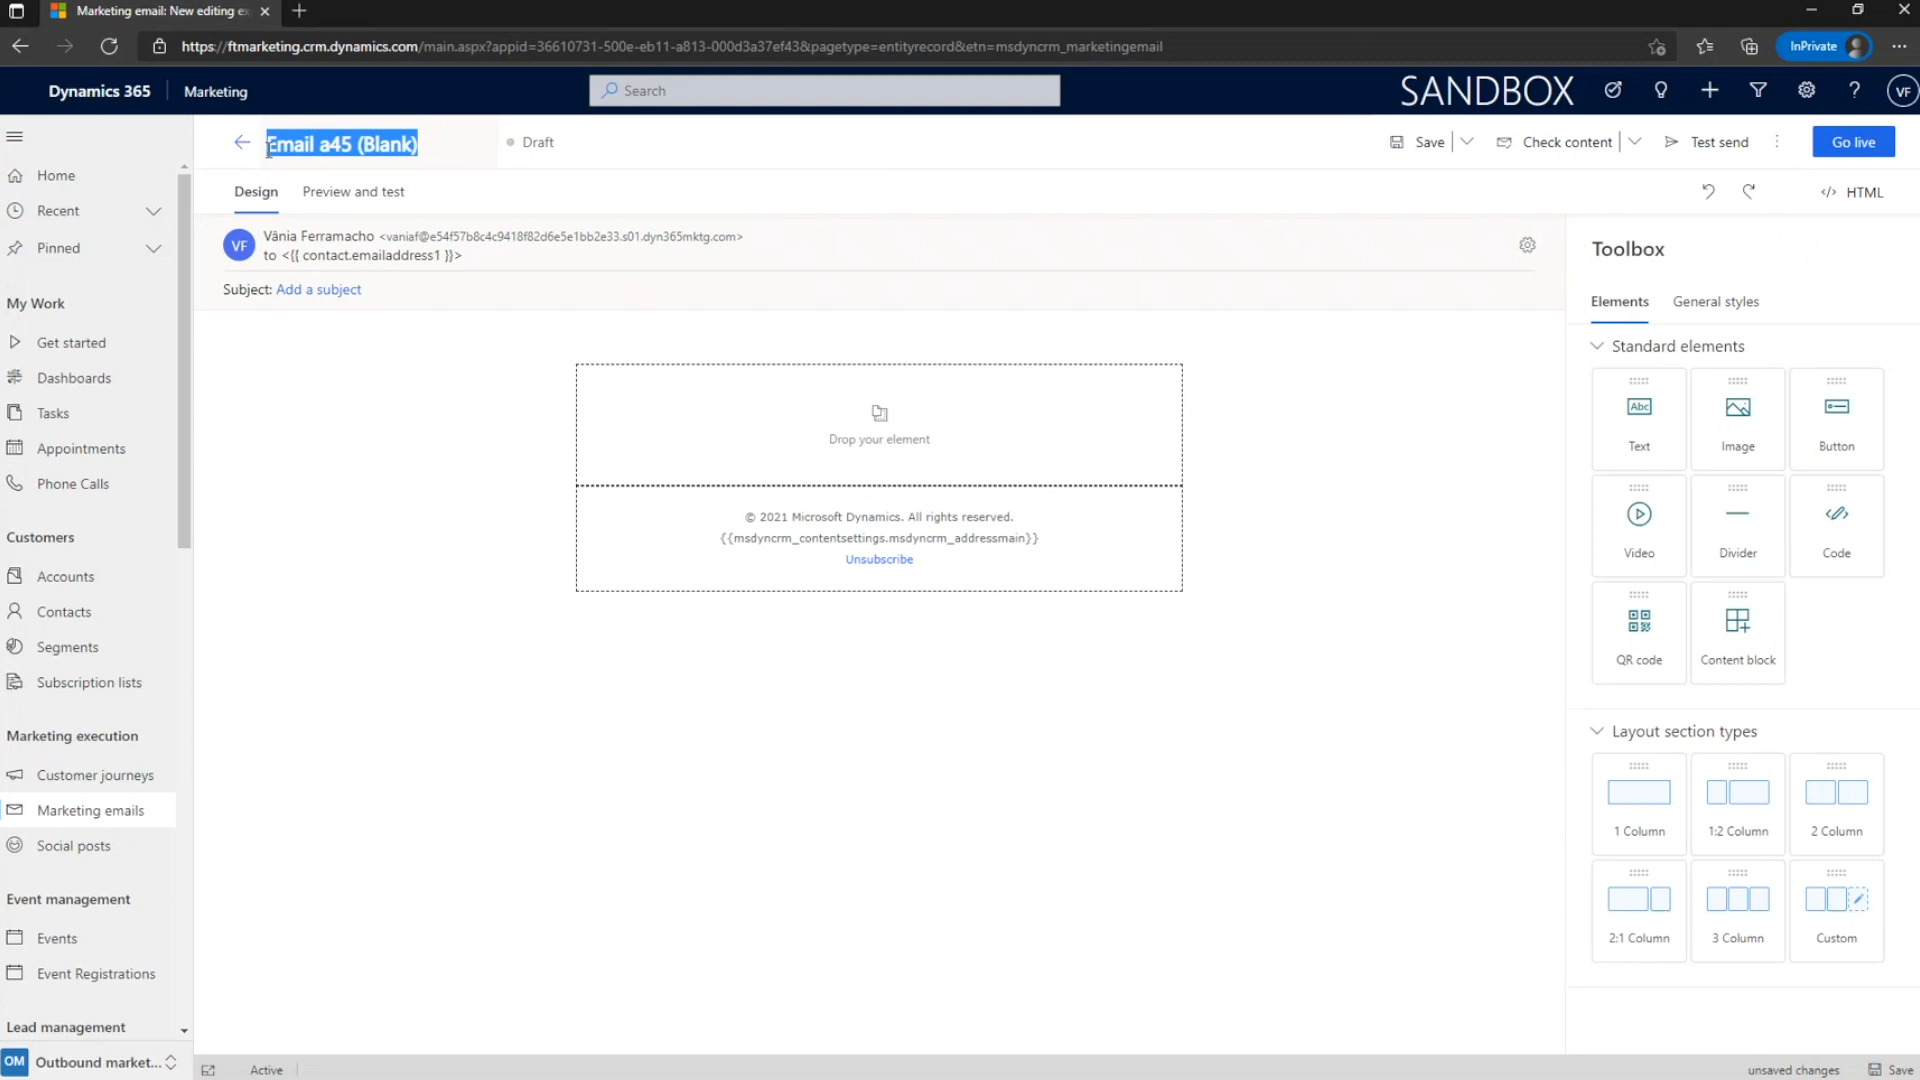 Marketing email: New editing ex
https://ftmarketing.crm.dynamics.com/main.aspx?appid=36610731-500e-eb11-a813-000d3a37ef43&pagetype=entityrecord&etn=msdyncrm_marketingemail
InPrivate
Dynamics 365
Marketing
Search
SANDBOX
VF
Email a45 (Blank)
Draft
Save
Check content
Test send
Go live
Home
Recent
Pinned
My Work
Get started
Dashboards
Tasks
Appointments
Phone Calls
Customers
Accounts
Contacts
Segments
Subscription lists
Marketing execution
Customer journeys
Marketing emails
Social posts
Event management
Events
Event Registrations
Lead management
OM Outbound market...
Design
Preview and test
HTML
VF
Vânia Ferramacho <vaniaf@e54f57b8c4c9418f82d6e5e1bb2e33.s01.dyn365mktg.com>
to <{{ contact.emailaddress1 }}>
Subject: Add a subject
Drop your element
© 2021 Microsoft Dynamics. All rights reserved.
{{msdyncrm_contentsettings.msdyncrm_addressmain}}
Unsubscribe
Toolbox
Elements
General styles
Standard elements
Abc
Text
Image
Button
Video
Divider
Code
QR code
Content block
Layout section types
1 Column
1:2 Column
2 Column
2:1 Column
3 Column
Custom
Active
unsaved changes
Save